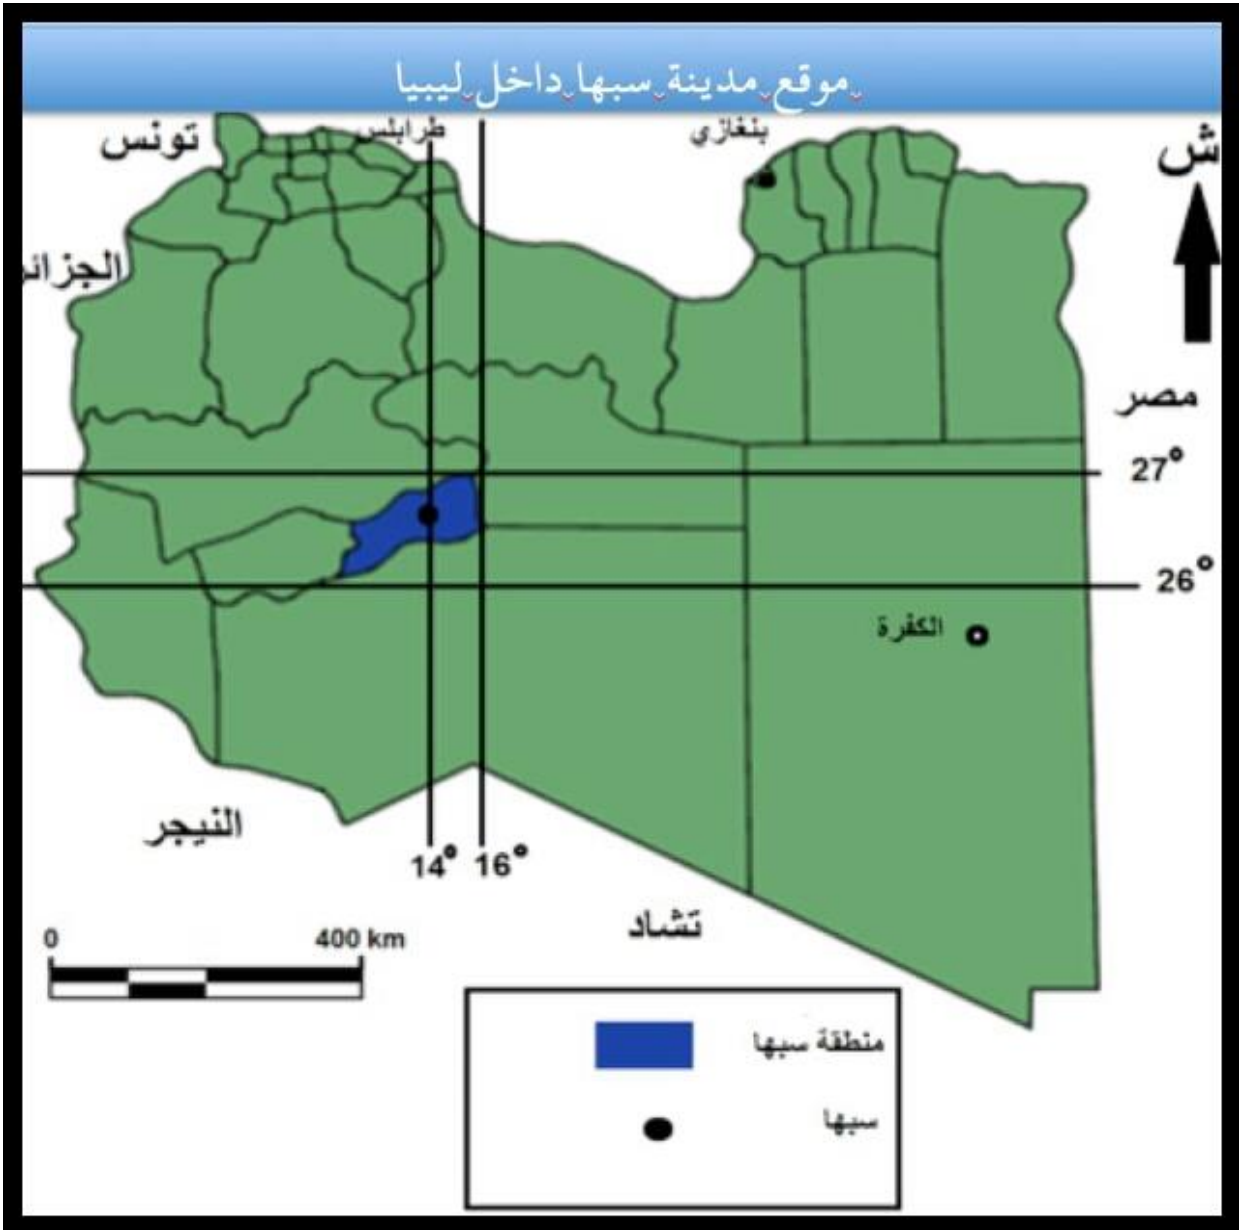 موقع مدينة سبها داخل ليبيا
تونس
طرابلس
بنغازي
ش
الجزائر
مصر
27°
26°
الكفرة
النيجر
14° 16°
تشاد
0 400 km
منطقة سبها
سبها